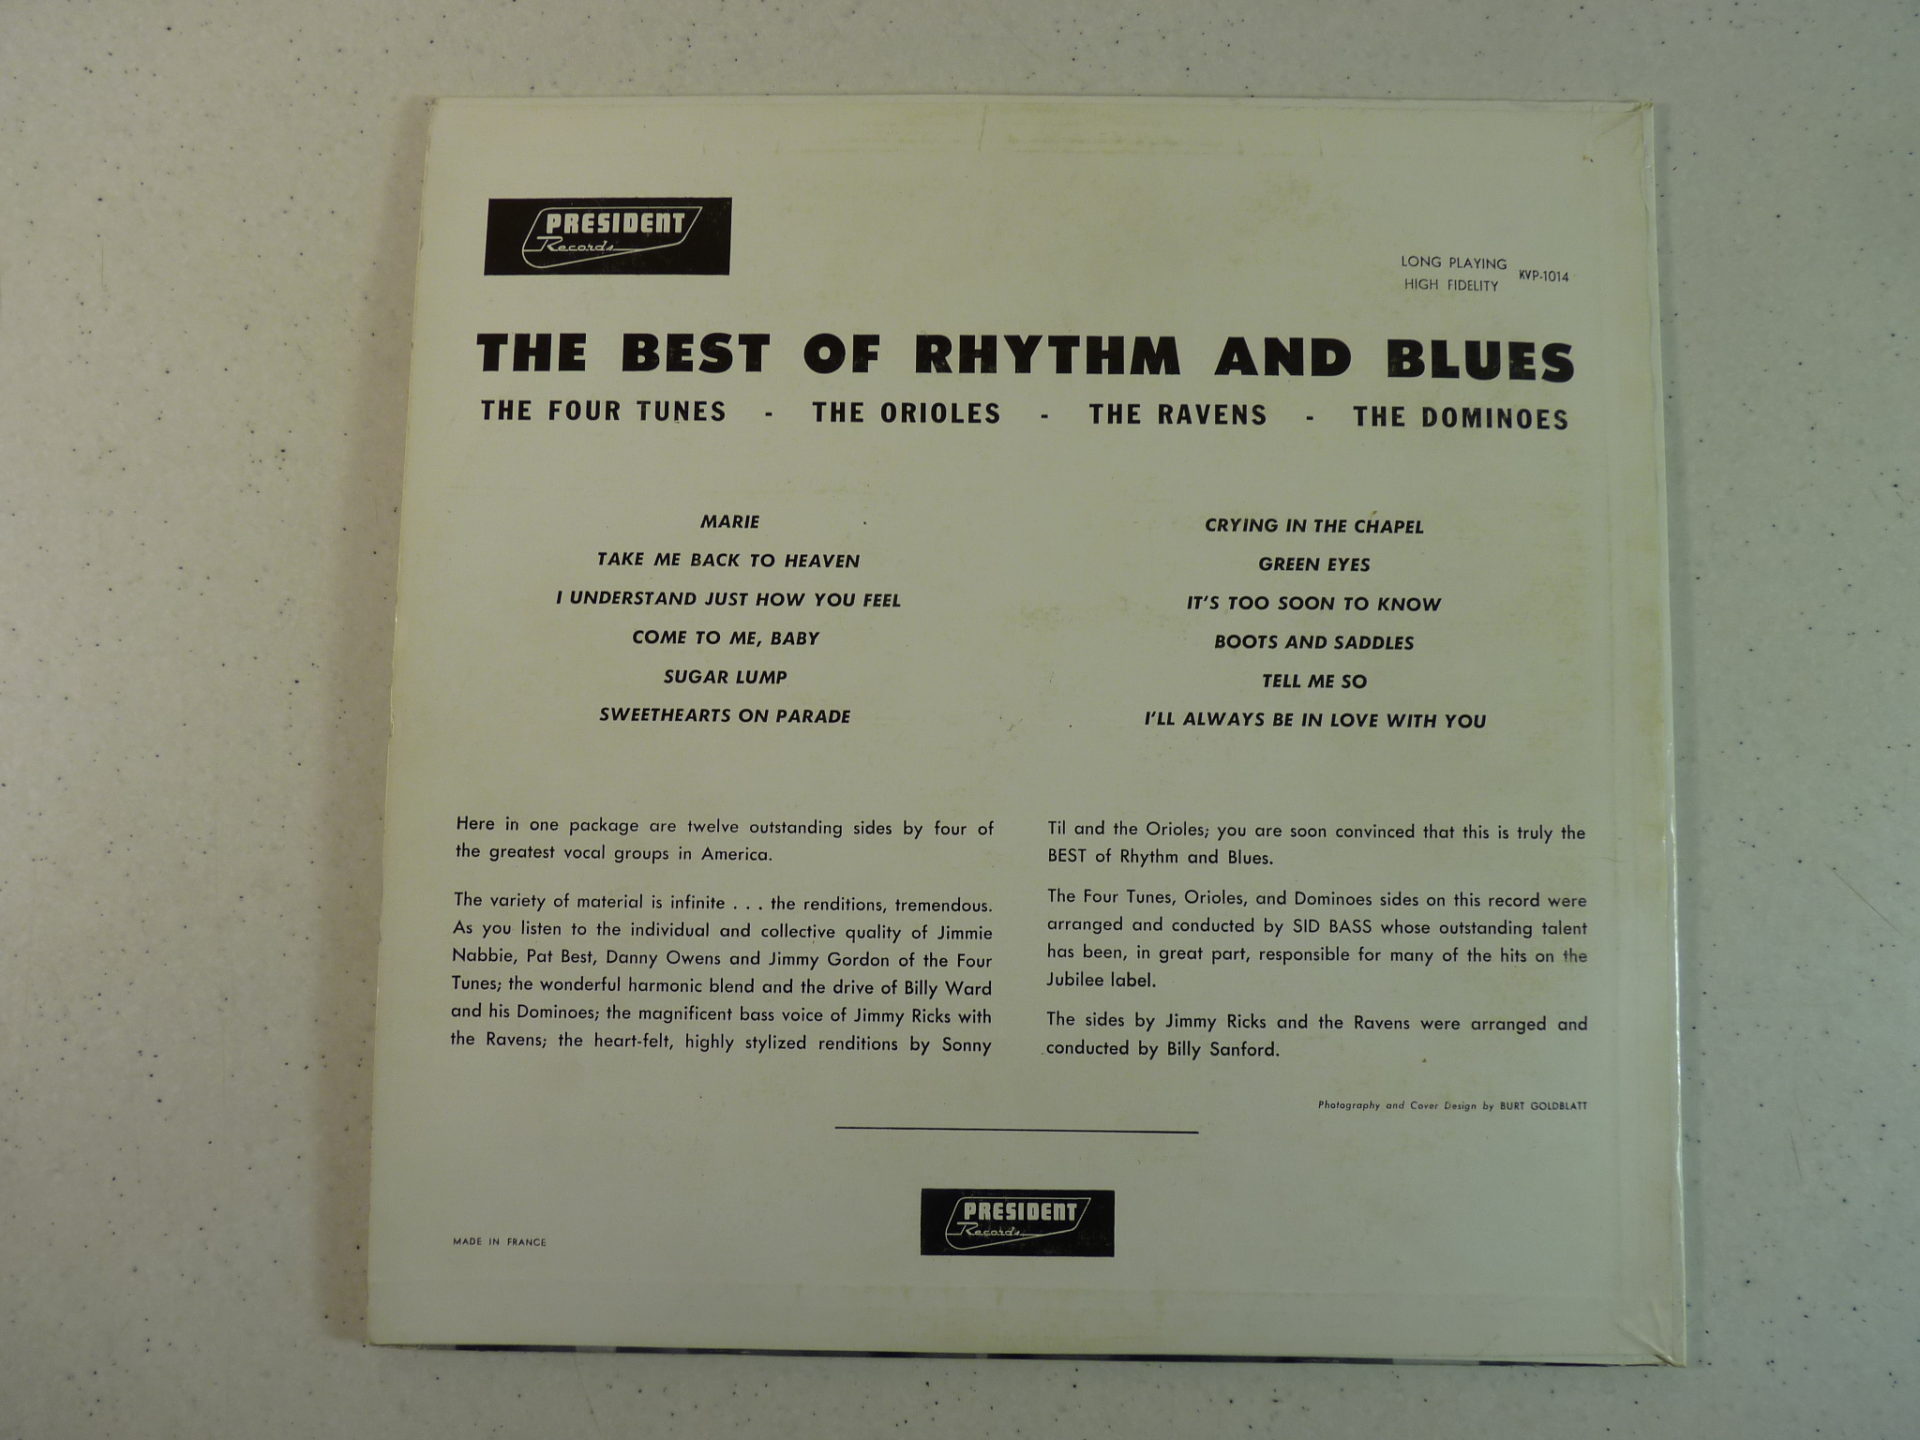 PRESIDENT
Records
LONG PLAYING
HIGH FIDELITY
KVP-1014
THE BEST OF RHYTHM AND BLUES
THE FOUR TUNES - THE ORIOLES - THE RAVENS - THE DOMINOES
MARIE
TAKE ME BACK TO HEAVEN
I UNDERSTAND JUST HOW YOU FEEL
COME TO ME, BABY
SUGAR LUMP
SWEETHEARTS ON PARADE
CRYING IN THE CHAPEL
GREEN EYES
IT'S TOO SOON TO KNOW
BOOTS AND SADDLES
TELL ME SO
I'LL ALWAYS BE IN LOVE WITH YOU
Here in one package are twelve outstanding sides by four of
the greatest vocal groups in America.
The variety of material is infinite . . . the renditions, tremendous.
As you listen to the individual and collective quality of Jimmie
Nabbie, Pat Best, Danny Owens and Jimmy Gordon of the Four
Tunes; the wonderful harmonic blend and the drive of Billy Ward
and his Dominoes; the magnificent bass voice of Jimmy Ricks with
the Ravens; the heart-felt, highly stylized renditions by Sonny
Til and the Orioles; you are soon convinced that this is truly the
BEST of Rhythm and Blues.
The Four Tunes, Orioles, and Dominoes sides on this record were
arranged and conducted by SID BASS whose outstanding talent
has been, in great part, responsible for many of the hits on the
Jubilee label.
The sides by Jimmy Ricks and the Ravens were arranged and
conducted by Billy Sanford.
Photography and Cover Design by BURT GOLDBLATT
PRESIDENT
Records
MADE IN FRANCE